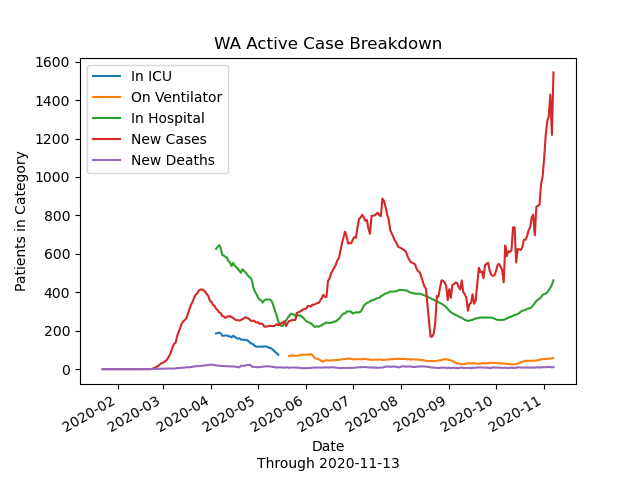 WA Active Case Breakdown
In ICU
On Ventilator
In Hospital
New Cases
New Deaths
Patients in Category
1600
1400
1200
1000
800
600
400
200
0
2020-02
2020-03
2020-04
2020-05
2020-06
2020-07
2020-08
2020-09
2020-10
2020-11
Date
Through 2020-11-13